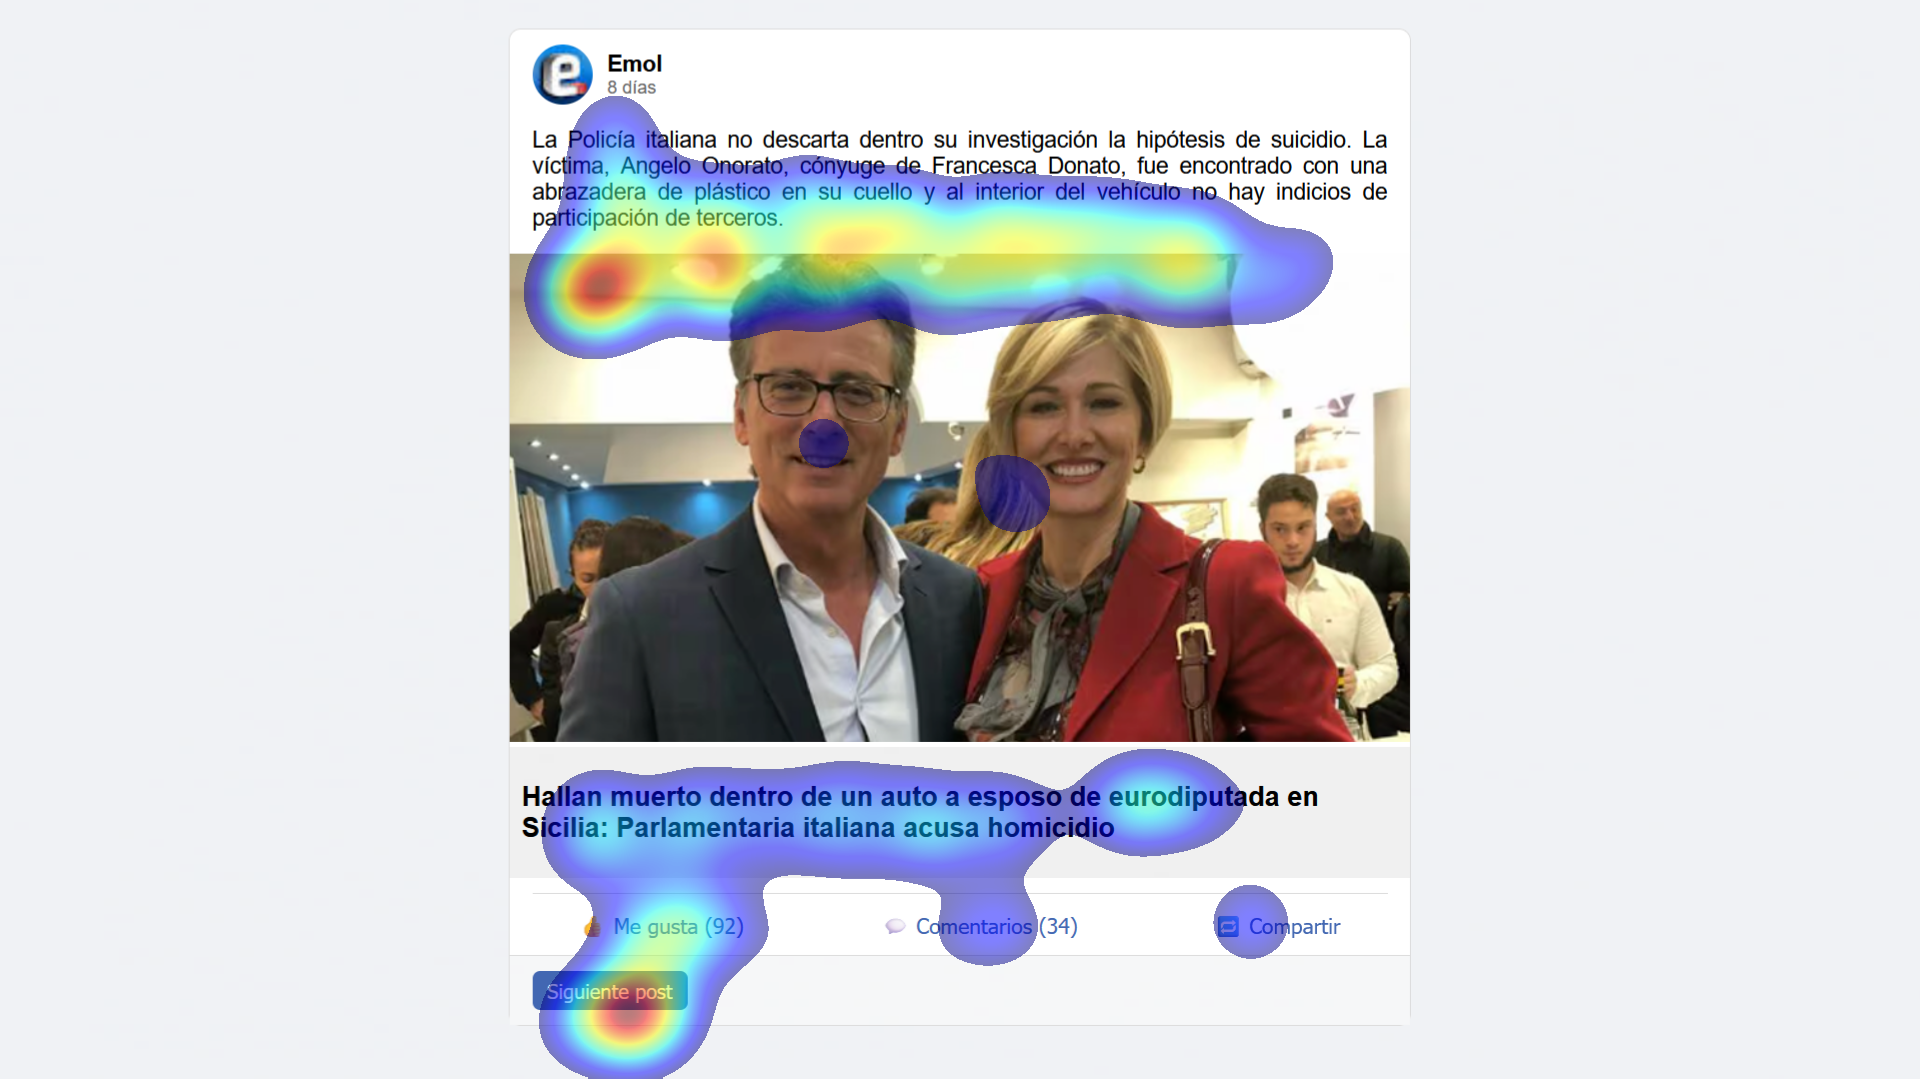 Emol
8 días
La Policía italiana no descarta dentro su investigación la hipótesis de suicidio. La
víctima, Angelo Onorato, cónyuge de Francesca Donato, fue encontrado con una
abrazadera de plástico en su cuello y al interior del vehículo no hay indicios de
participación de terceros.
Hallan muerto dentro de un auto a esposo de eurodiputada en
Sicilia: Parlamentaria italiana acusa homicidio
Me gusta (92) Comentarios (34) Compartir
Siguiente post